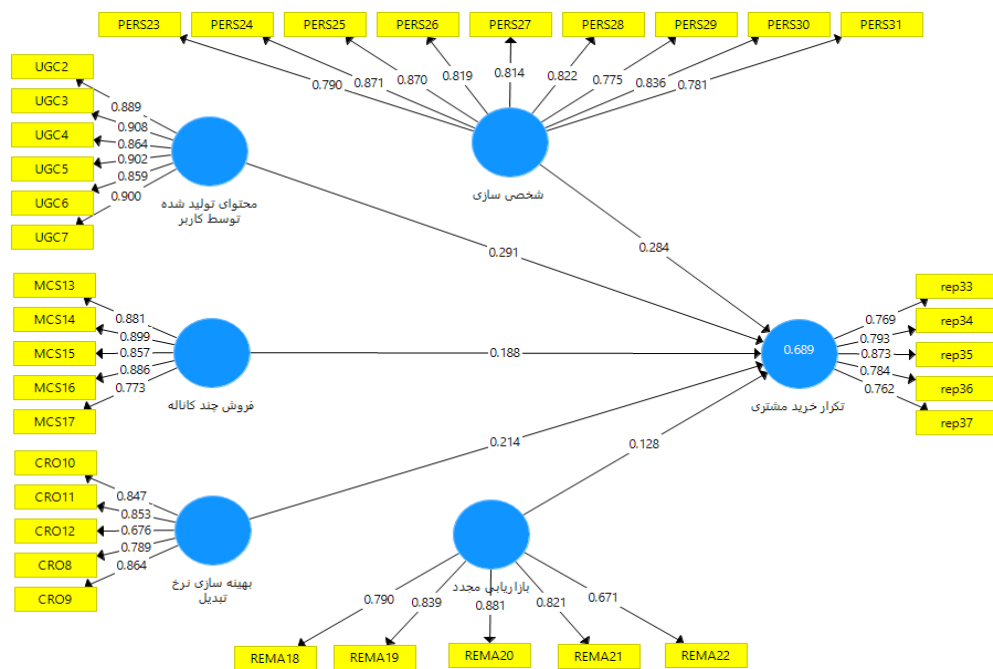 PERS23 PERS24 PERS25 PERS26 PERS27 PERS28 PERS29 PERS30 PERS31
0.790 0.871 0.870 0.819 0.814 0.822 0.775 0.836 0.781
شخصی سازی
UGC2
UGC3
UGC4
UGC5
UGC6
UGC7
0.889
0.908
0.864
0.902
0.859
0.900
محتوای تولید شده
توسط کاربر
0.291
0.284
MCS13
MCS14
MCS15
MCS16
MCS17
0.881
0.899
0.857
0.886
0.773
فروش چند کاناله
0.188
0.689
تکرار خرید مشتری
0.769
0.793
0.873
0.784
0.762
rep33
rep34
rep35
rep36
rep37
CRO10
CRO11
CRO12
CRO8
CRO9
0.847
0.853
0.676
0.789
0.864
بهینه سازی نرخ
تبدیل
0.214
0.128
بازاریابی مجدد
0.790 0.839 0.881 0.821 0.671
REMA18 REMA19 REMA20 REMA21 REMA22